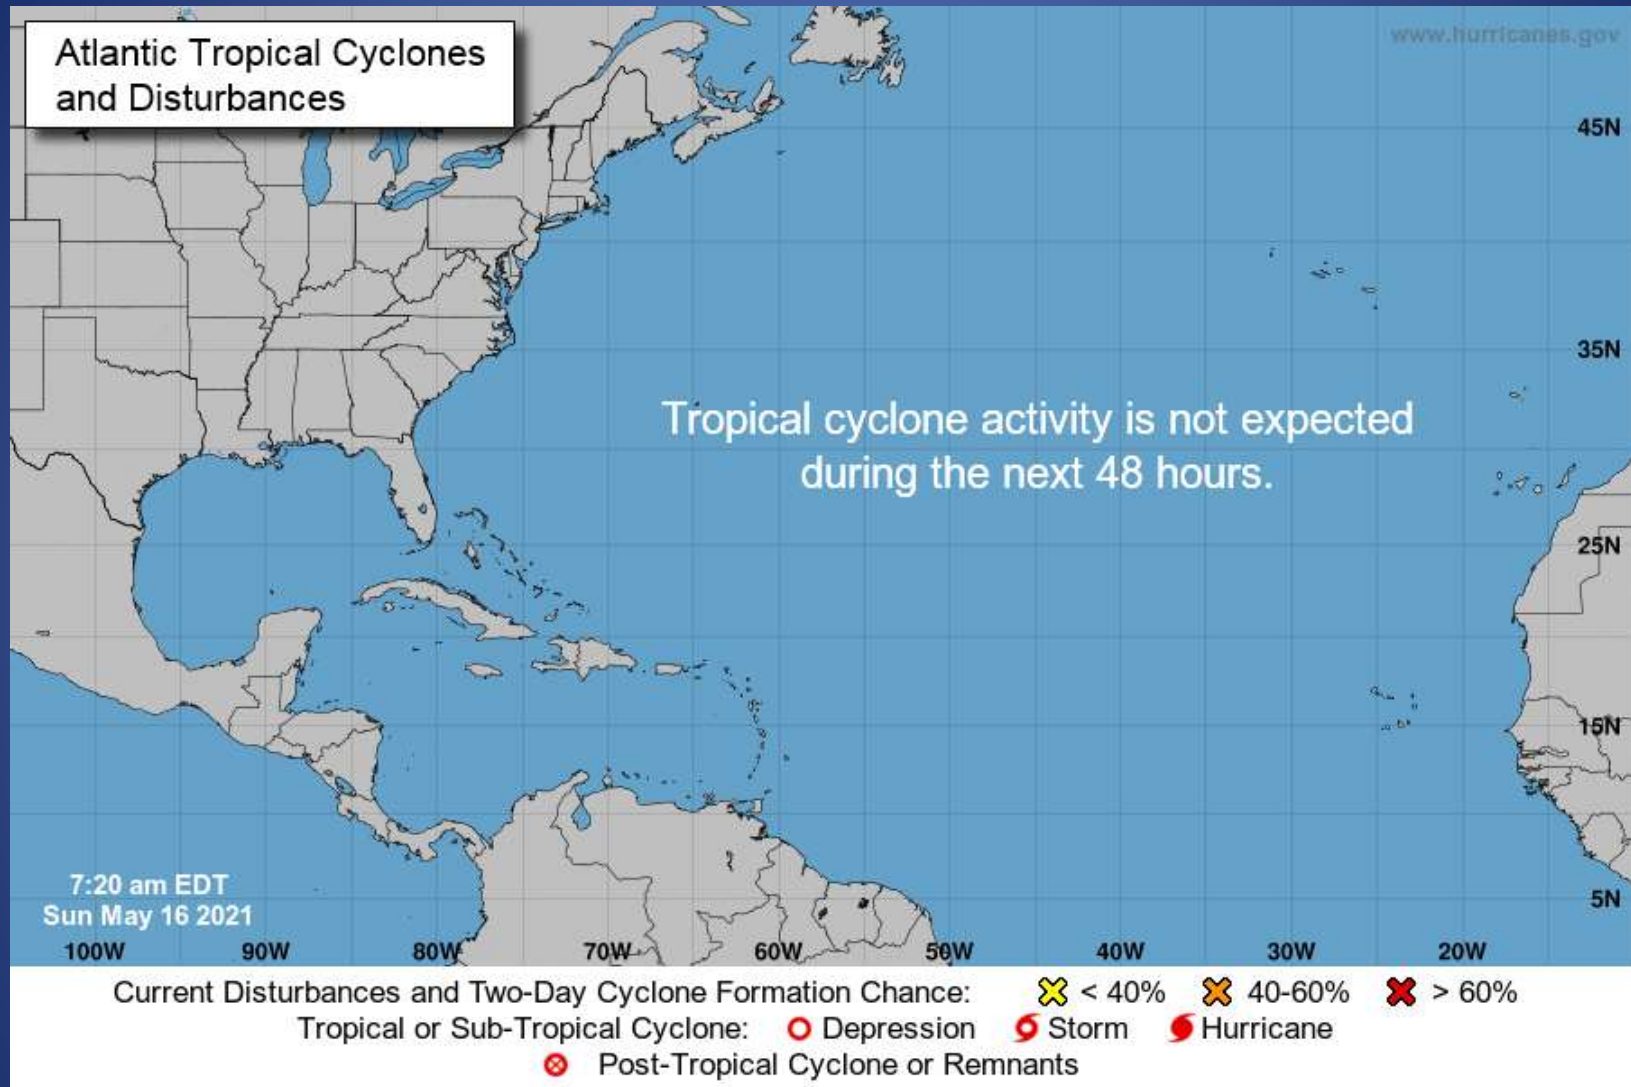 Atlantic Tropical Cyclones
and Disturbances
www.hurricanes.gov
45N
35N
Tropical cyclone activity is not expected
during the next 48 hours.
25N
15N
7:20 am EDT
Sun May 16 2021
5N
100W 90W 80W 70W 60W 50W 40W 30W 20W
Current Disturbances and Two-Day Cyclone Formation Chance: < 40% 40-60% > 60%
Tropical or Sub-Tropical Cyclone: Depression Storm Hurricane
Post-Tropical Cyclone or Remnants